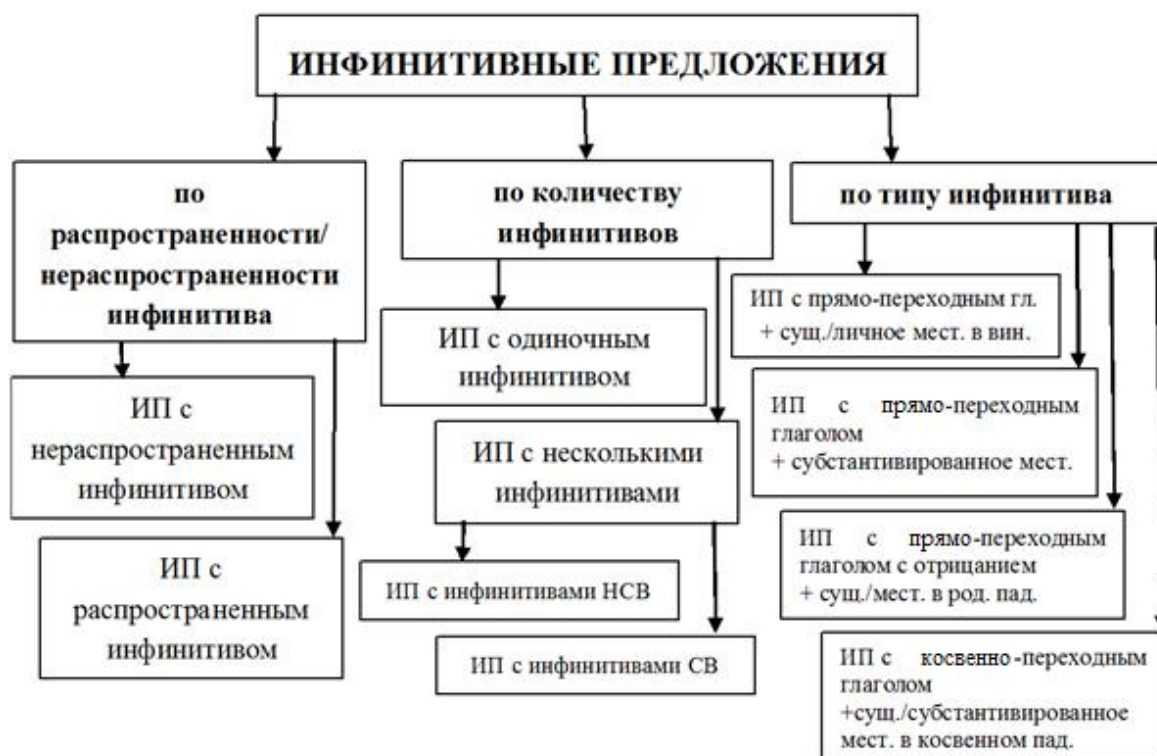 ИНФИНИТИВНЫЕ ПРЕДЛОЖЕНИЯ
по
распространенности/
нераспространенности
инфинитива
ИП с
нераспространенным
инфинитивом
ИП с
распространенным
инфинитивом
по количеству
инфинитивов
ИП с одиночным
инфинитивом
ИП с несколькими
инфинитивами
ИП с инфинитивами НСВ
ИП с инфинитивами СВ
по типу инфинитива
ИП с прямо-переходным гл.
+ сущ./личное мест. в вин.
ИП с прямо-переходным
глаголом
+ субстантивированное мест.
ИП с прямо-переходным
глаголом с отрицанием
+ сущ./мест. в род. пад.
ИП с косвенно-переходным
глаголом
+сущ./субстантивированное
мест. в косвенном пад.